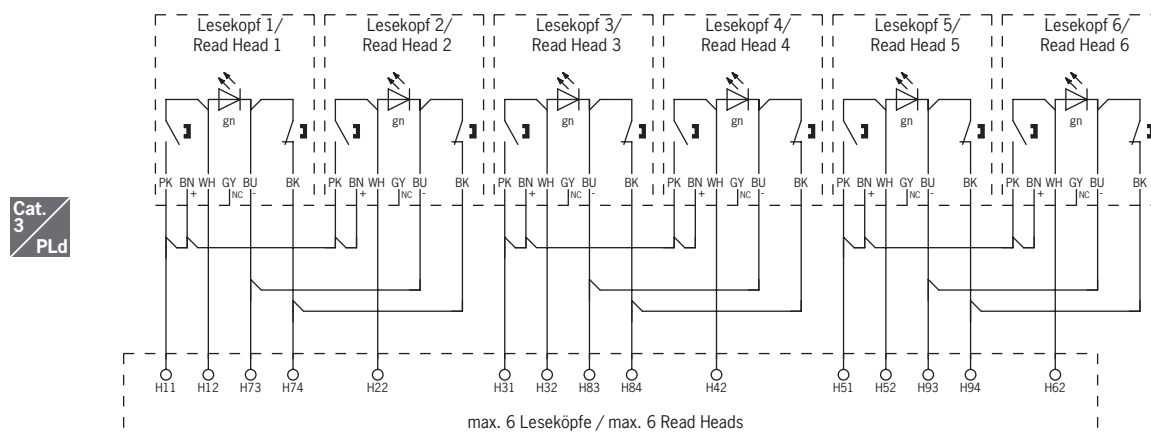 Lesekopf 1/
Read Head 1
Lesekopf 2/
Read Head 2
Lesekopf 3/
Read Head 3
Lesekopf 4/
Read Head 4
Lesekopf 5/
Read Head 5
Lesekopf 6/
Read Head 6
gn gn gn gn gn gn
PK BN WH GY BU BK PK BN WH GY BU BK PK BN WH GY BU BK PK BN WH GY BU BK PK BN WH GY BU BK PK BN WH GY BU BK
+ NC - + NC - + NC - + NC - + NC - + NC -
Cat.
3
PLd
H11 H12 H73 H74 H22 H31 H32 H83 H84 H42 H51 H52 H93 H94 H62
max. 6 Leseköpfe / max. 6 Read Heads